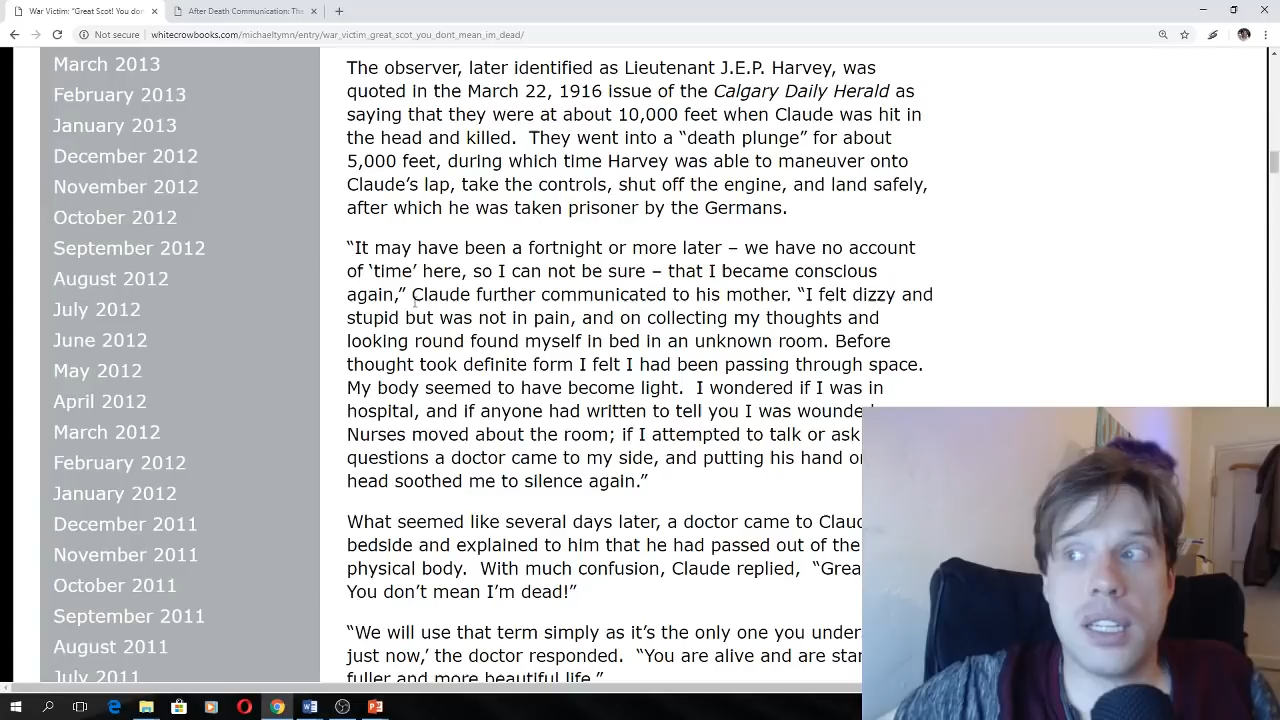 War Victim: "Great Scot! You don
After Death Communication: The
Not secure
whitecrowbooks.com/michaeltymn/entry/war_victim_great_scot_you_dont_mean_im_dead/
March 2013
February 2013
January 2013
December 2012
November 2012
October 2012
September 2012
August 2012
July 2012
June 2012
May 2012
April 2012
March 2012
February 2012
January 2012
December 2011
November 2011
October 2011
September 2011
August 2011
July 2011
The observer, later identified as Lieutenant J.E.P. Harvey, was
quoted in the March 22, 1916 issue of the Calgary Daily Herald as
saying that they were at about 10,000 feet when Claude was hit in
the head and killed.  They went into a “death plunge” for about
5,000 feet, during which time Harvey was able to maneuver onto
Claude’s lap, take the controls, shut off the engine, and land safely,
after which he was taken prisoner by the Germans.
“It may have been a fortnight or more later – we have no account
of ‘time’ here, so I can not be sure – that I became conscious
again,” Claude further communicated to his mother. “I felt dizzy and
stupid but was not in pain, and on collecting my thoughts and
looking round found myself in bed in an unknown room. Before
thought took definite form I felt I had been passing through space.
My body seemed to have become light.  I wondered if I was in
hospital, and if anyone had written to tell you I was wounde
Nurses moved about the room; if I attempted to talk or ask
questions a doctor came to my side, and putting his hand o
head soothed me to silence again.”
What seemed like several days later, a doctor came to Clau
bedside and explained to him that he had passed out of the
physical body.  With much confusion, Claude replied,  “Grea
You don’t mean I’m dead!”
“We will use that term simply as it’s the only one you under
just now,’ the doctor responded.  “You are alive and are star
fuller and more beautiful life.”